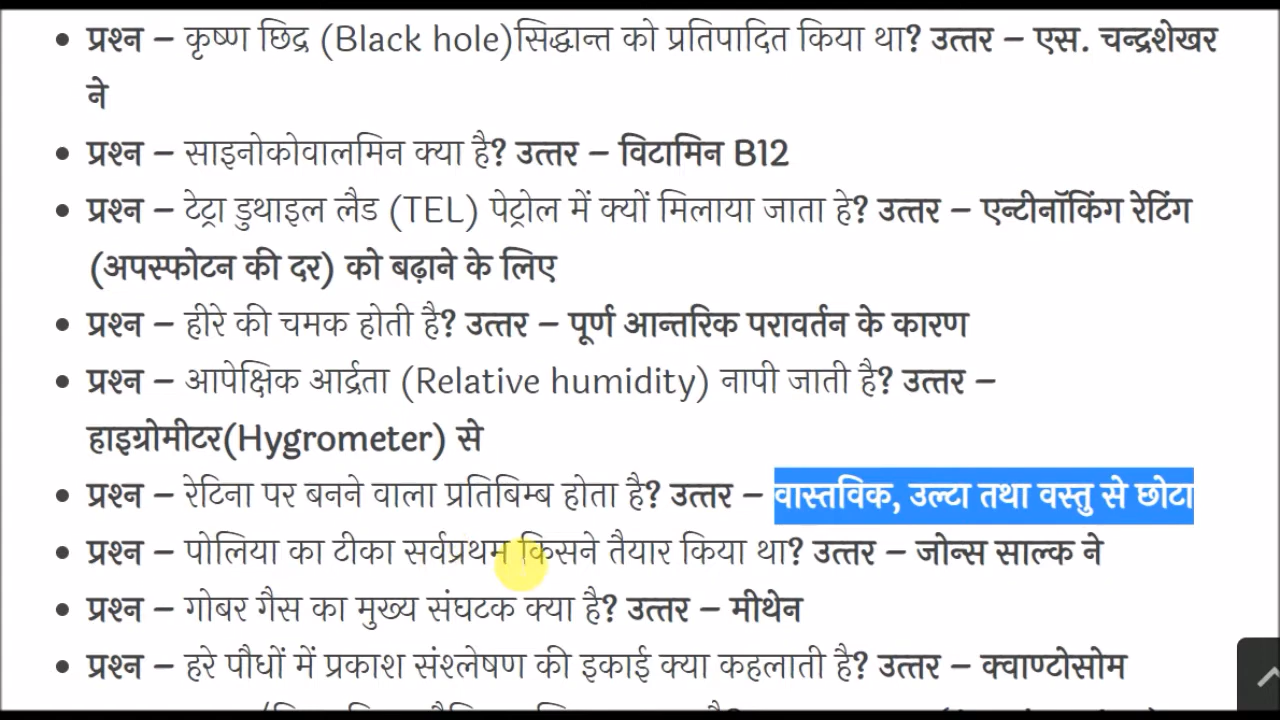 • प्रश्न – कृष्ण छिद्र (Black hole)सिद्धान्त को प्रतिपादित किया था? उत्तर – एस. चन्द्रशेखर
ने
• प्रश्न – साइनोकोवालमिन क्या है? उत्तर – विटामिन B12
• प्रश्न – टेट्रा डुथाइल लैड (TEL) पेट्रोल में क्यों मिलाया जाता हे? उत्तर – एन्टीनॉकिंग रेटिंग
(अपस्फोटन की दर) को बढ़ाने के लिए
• प्रश्न – हीरे की चमक होती है? उत्तर – पूर्ण आन्तरिक परावर्तन के कारण
• प्रश्न – आपेक्षिक आर्द्रता (Relative humidity) नापी जाती है? उत्तर –
हाइग्रोमीटर(Hygrometer) से
• प्रश्न – रेटिना पर बनने वाला प्रतिबिम्ब होता है? उत्तर – वास्तविक, उल्टा तथा वस्तु से छोटा
• प्रश्न – पोलिया का टीका सर्वप्रथम किसने तैयार किया था? उत्तर – जोन्स साल्क ने
• प्रश्न – गोबर गैस का मुख्य संघटक क्या है? उत्तर – मीथेन
• प्रश्न – हरे पौधों में प्रकाश संश्लेषण की इकाई क्या कहलाती है? उत्तर – क्वाण्टोसोम